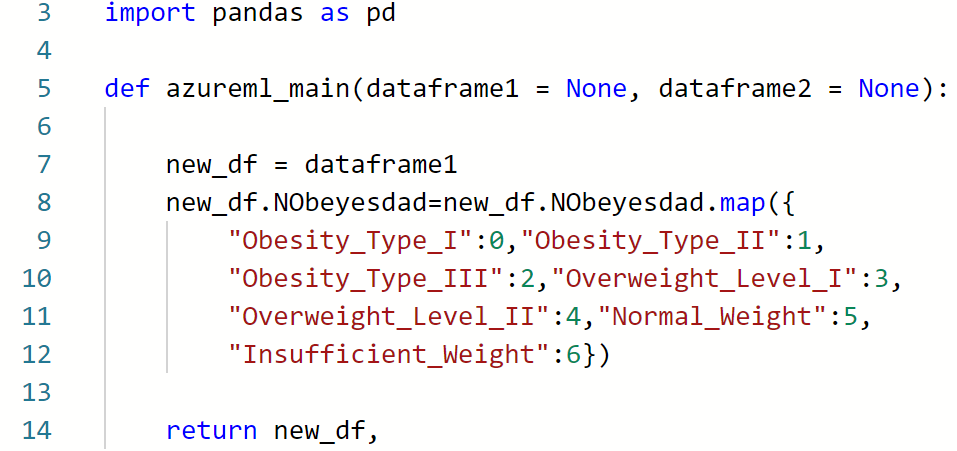 3 import pandas as pd
4
5 def azureml_main(dataframe1 = None, dataframe2 = None):
6
7 new_df = dataframe1
8 new_df.NObeyesdad=new_df.NObeyesdad.map({
9 "Obesity_Type_I":0,"Obesity_Type_II":1,
10 "Obesity_Type_III":2,"Overweight_Level_I":3,
11 "Overweight_Level_II":4,"Normal_Weight":5,
12 "Insufficient_Weight":6})
13
14 return new_df,